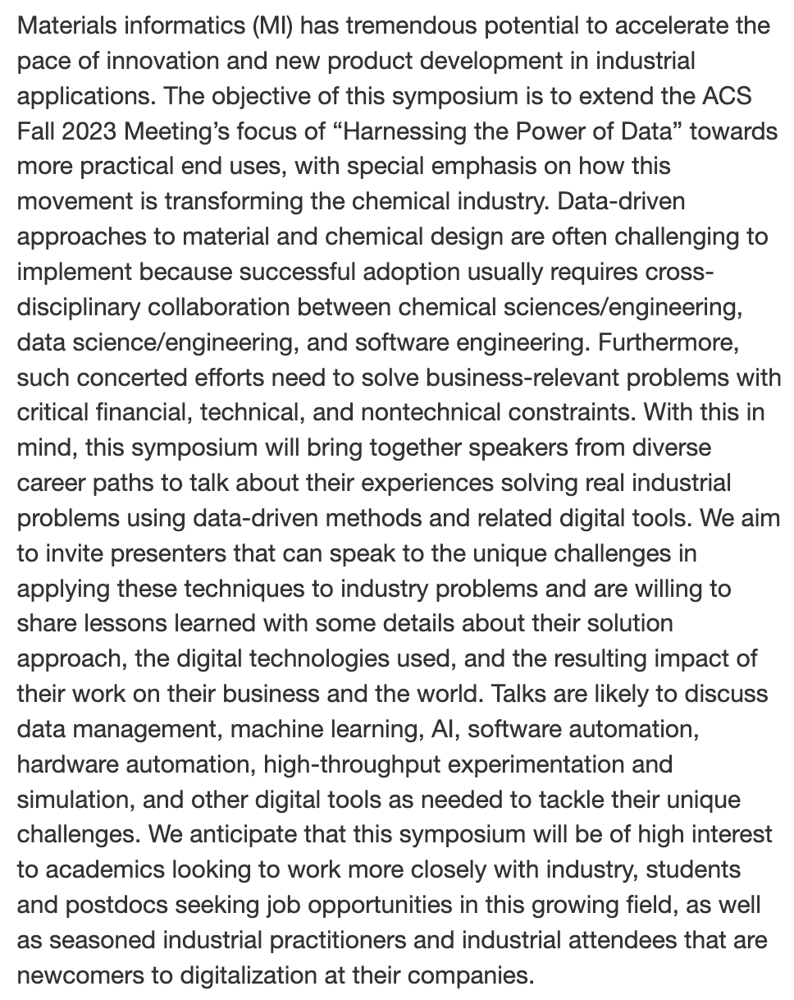 Materials informatics (MI) has tremendous potential to accelerate the
pace of innovation and new product development in industrial
applications. The objective of this symposium is to extend the ACS
Fall 2023 Meeting’s focus of “Harnessing the Power of Data” towards
more practical end uses, with special emphasis on how this
movement is transforming the chemical industry. Data-driven
approaches to material and chemical design are often challenging to
implement because successful adoption usually requires cross-
disciplinary collaboration between chemical sciences/engineering,
data science/engineering, and software engineering. Furthermore,
such concerted efforts need to solve business-relevant problems with
critical financial, technical, and nontechnical constraints. With this in
mind, this symposium will bring together speakers from diverse
career paths to talk about their experiences solving real industrial
problems using data-driven methods and related digital tools. We aim
to invite presenters that can speak to the unique challenges in
applying these techniques to industry problems and are willing to
share lessons learned with some details about their solution
approach, the digital technologies used, and the resulting impact of
their work on their business and the world. Talks are likely to discuss
data management, machine learning, AI, software automation,
hardware automation, high-throughput experimentation and
simulation, and other digital tools as needed to tackle their unique
challenges. We anticipate that this symposium will be of high interest
to academics looking to work more closely with industry, students
and postdocs seeking job opportunities in this growing field, as well
as seasoned industrial practitioners and industrial attendees that are
newcomers to digitalization at their companies.